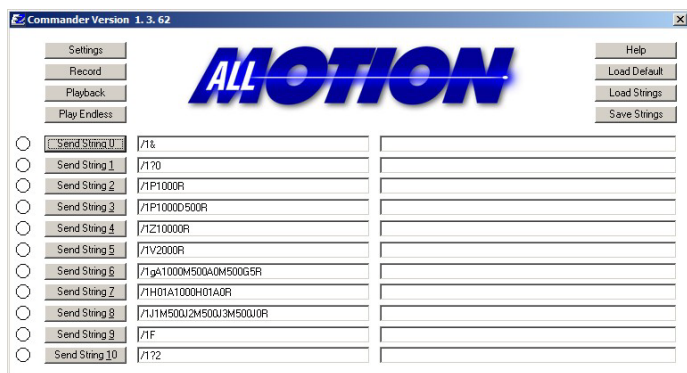 EZ Commander Version 1. 3. 62
Settings
Help
Record
Load Default
Playback
Load Strings
Play Endless
Save Strings
ALL MOTION
Send String 0 /1&
Send String 1 /1?0
Send String 2 /1P1000R
Send String 3 /1P1000D500R
Send String 4 /1Z10000R
Send String 5 /1V2000R
Send String 6 /1gA1000M500A0M500G5R
Send String 7 /1H01A1000H01A0R
Send String 8 /1J1M500J2M500J3M500J0R
Send String 9 /1F
Send String 10 /1?2